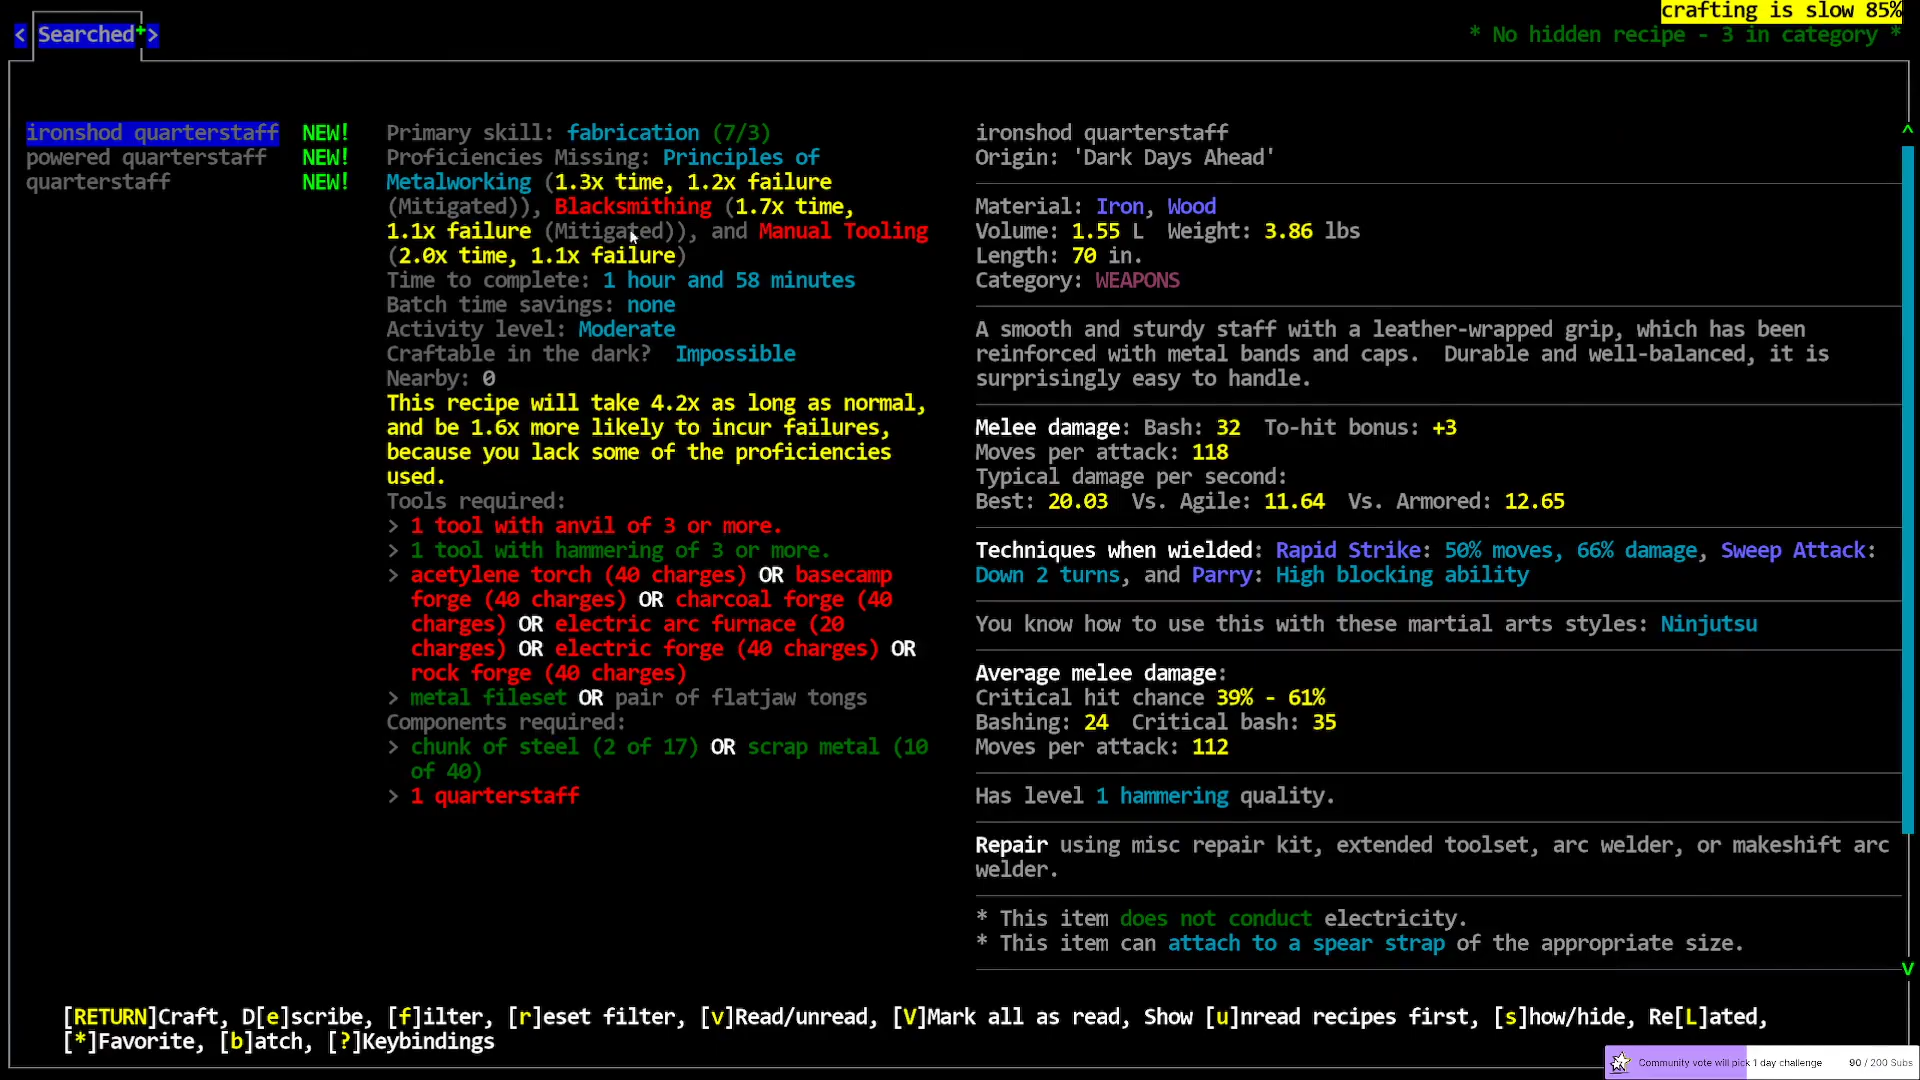 crafting is slow 85%
< Searched+>
* No hidden recipe - 3 in category *
ironshod quarterstaff NEW!
powered quarterstaff NEW!
quarterstaff NEW!
Primary skill: fabrication (7/3)
Proficiencies Missing: Principles of
Metalworking (1.3x time, 1.2x failure
(Mitigated)), Blacksmithing (1.7x time,
1.1x failure (Mitigated)), and Manual Tooling
(2.0x time, 1.1x failure)
Time to complete: 1 hour and 58 minutes
Batch time savings: none
Activity level: Moderate
Craftable in the dark? Impossible
Nearby: 0
This recipe will take 4.2x as long as normal,
and be 1.6x more likely to incur failures,
because you lack some of the proficiencies
used.
Tools required:
> 1 tool with anvil of 3 or more.
> 1 tool with hammering of 3 or more.
> acetylene torch (40 charges) OR basecamp
forge (40 charges) OR charcoal forge (40
charges) OR electric arc furnace (20
charges) OR electric forge (40 charges) OR
rock forge (40 charges)
> metal fileset OR pair of flatjaw tongs
Components required:
> chunk of steel (2 of 17) OR scrap metal (10
of 40)
> 1 quarterstaff
ironshod quarterstaff
Origin: 'Dark Days Ahead'
Material: Iron, Wood
Volume: 1.55 L Weight: 3.86 lbs
Length: 70 in.
Category: WEAPONS
A smooth and sturdy staff with a leather-wrapped grip, which has been
reinforced with metal bands and caps. Durable and well-balanced, it is
surprisingly easy to handle.
Melee damage: Bash: 32 To-hit bonus: +3
Moves per attack: 118
Typical damage per second:
Best: 20.03 Vs. Agile: 11.64 Vs. Armored: 12.65
Techniques when wielded: Rapid Strike: 50% moves, 66% damage, Sweep Attack:
Down 2 turns, and Parry: High blocking ability
You know how to use this with these martial arts styles: Ninjutsu
Average melee damage:
Critical hit chance 39% - 61%
Bashing: 24 Critical bash: 35
Moves per attack: 112
Has level 1 hammering quality.
Repair using misc repair kit, extended toolset, arc welder, or makeshift arc
welder.
* This item does not conduct electricity.
* This item can attach to a spear strap of the appropriate size.
[RETURN]Craft, D[e]scribe, [f]ilter, [r]eset filter, [v]Read/unread, [V]Mark all as read, Show [u]nread recipes first, [s]how/hide, Re[L]ated,
[*]Favorite, [b]atch, [?]Keybindings
Community vote will pick 1 day challenge 90 / 200 Subs